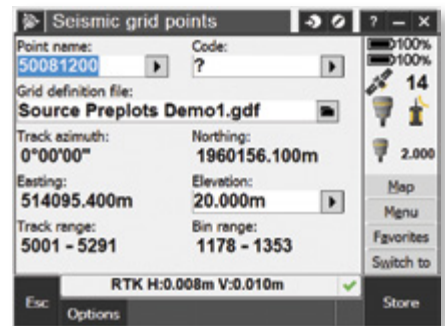 Seismic grid points
? – ×
Point name:
Code:
50081200
?
Grid definition file:
Source Preplots Demo1.gdf
Track azimuth:
Northing:
0°00'00"
1960156.100m
Easting:
Elevation:
514095.400m
20.000m
Track range:
Bin range:
5001 - 5291
1178 - 1353
RTK H:0.008m V:0.010m
Esc
Options
100%
100%
14
2.000
Map
Menu
Favorites
Switch to
Store